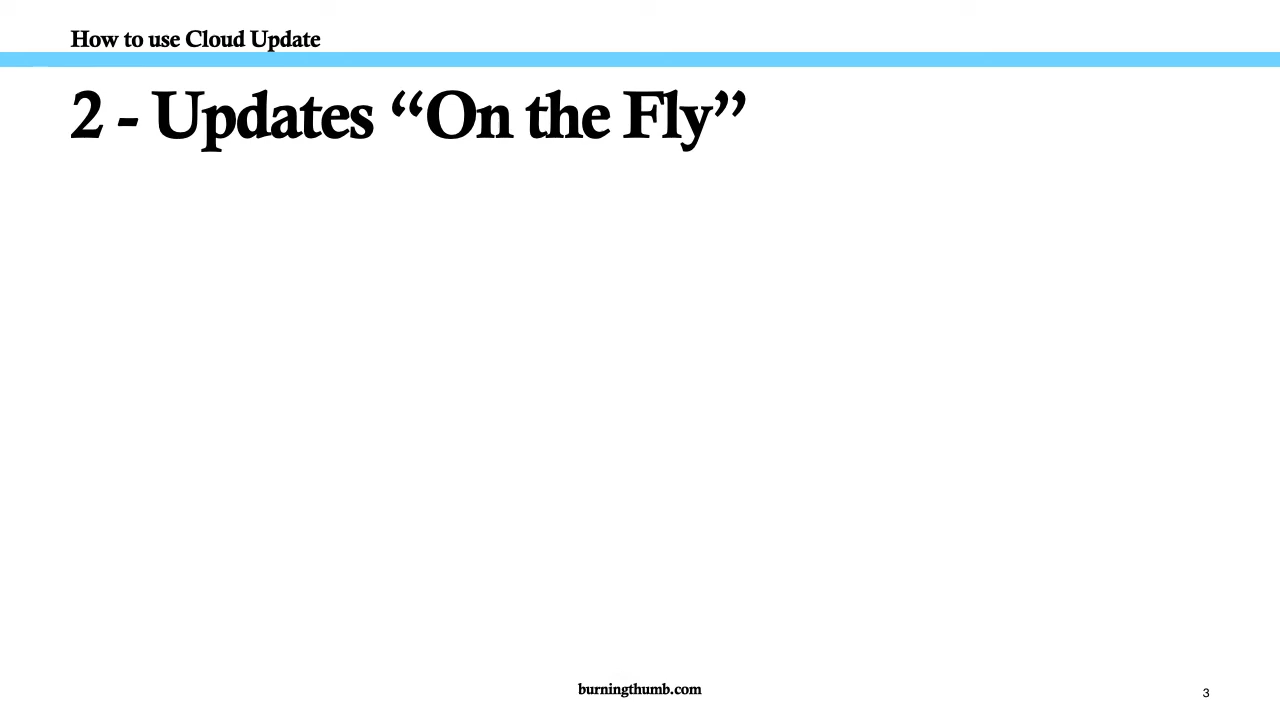 How to use Cloud Update
2 - Updates “On the Fly”
burningthumb.com
3